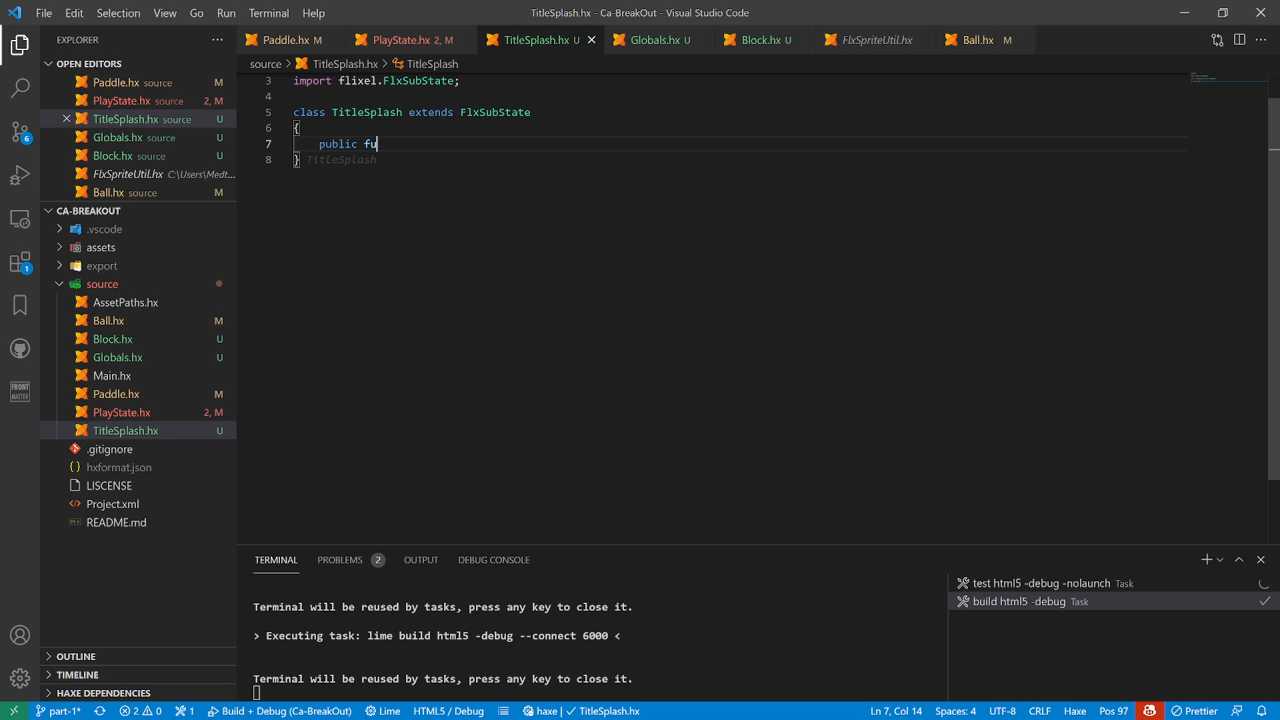 File Edit Selection View Go Run Terminal Help
TitleSplash.hx - Ca-BreakOut - Visual Studio Code
EXPLORER
Paddle.hx M
PlayState.hx 2, M
TitleSplash.hx U
Globals.hx U
Block.hx U
FlxSpriteUtil.hx
Ball.hx M
OPEN EDITORS
Paddle.hx source M
PlayState.hx source 2, M
TitleSplash.hx source U
Globals.hx source U
Block.hx source U
FlxSpriteUtil.hx C:\Users\Medt...
Ball.hx source M
CA-BREAKOUT
.vscode
assets
export
source
AssetPaths.hx
Ball.hx M
Block.hx U
Globals.hx U
Main.hx
Paddle.hx M
PlayState.hx 2, M
TitleSplash.hx U
.gitignore
hxformat.json
LISCENSE
Project.xml
README.md
OUTLINE
TIMELINE
HAXE DEPENDENCIES
6
1
FRONT
MATTER
source > TitleSplash.hx > TitleSplash
3 import flixel.FlxSubState;
4
5 class TitleSplash extends FlxSubState
6 {
7 public fu
8 } TitleSplash
TERMINAL PROBLEMS 2 OUTPUT DEBUG CONSOLE
Terminal will be reused by tasks, press any key to close it.
> Executing task: lime build html5 -debug --connect 6000 <
Terminal will be reused by tasks, press any key to close it.
test html5 -debug -nolaunch Task
build html5 -debug Task
part-1* 2 0 1 Build + Debug (Ca-BreakOut) Lime HTML5 / Debug haxe | TitleSplash.hx Ln 7, Col 14 Spaces: 4 UTF-8 CRLF Haxe Pos 97 Prettier